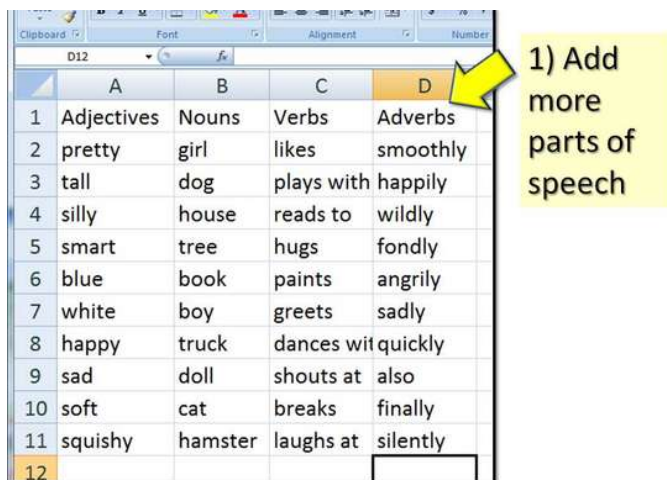 Clipboard Font Alignment Number
D12 fx
A B C D
1 Adjectives Nouns Verbs Adverbs
2 pretty girl likes smoothly
3 tall dog plays with happily
4 silly house reads to wildly
5 smart tree hugs fondly
6 blue book paints angrily
7 white boy greets sadly
8 happy truck dances wit quickly
9 sad doll shouts at also
10 soft cat breaks finally
11 squishy hamster laughs at silently
12
1) Add
more
parts of
speech